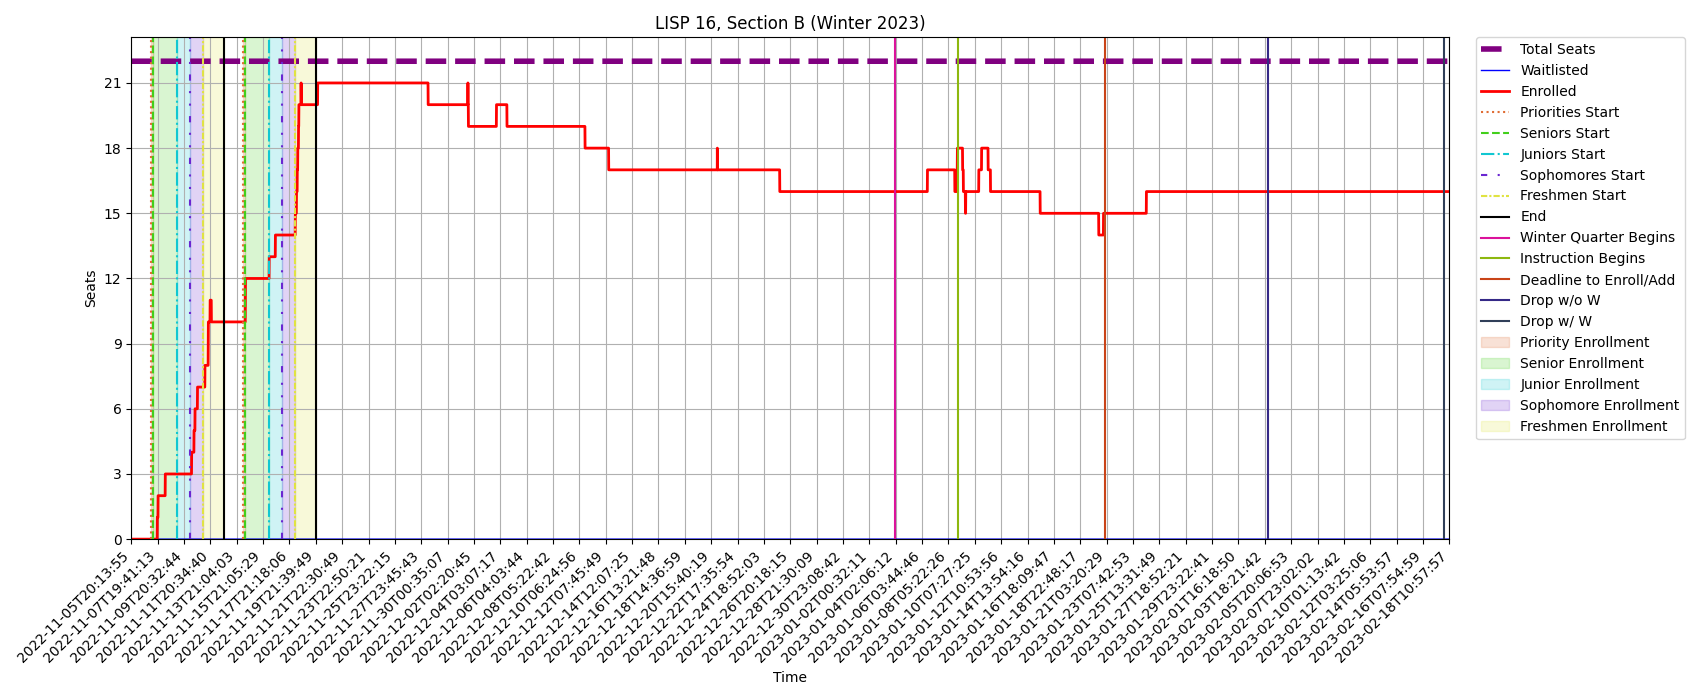 LISP 16, Section B (Winter 2023)
Seats
21
18
15
12
9
6
3
0
2022-11-05T20:13:55
2022-11-07T19:41:13
2022-11-09T20:32:44
2022-11-11T20:34:40
2022-11-13T21:04:03
2022-11-15T21:05:29
2022-11-17T21:18:06
2022-11-19T21:39:49
2022-11-21T22:30:49
2022-11-23T22:50:21
2022-11-25T23:22:15
2022-11-27T23:45:43
2022-11-30T00:35:07
2022-12-02T02:20:45
2022-12-04T03:07:17
2022-12-06T04:03:44
2022-12-08T05:22:42
2022-12-10T06:24:56
2022-12-12T07:45:49
2022-12-14T12:07:25
2022-12-16T13:21:48
2022-12-18T14:36:59
2022-12-20T15:40:19
2022-12-22T17:35:54
2022-12-24T18:52:03
2022-12-26T20:18:15
2022-12-28T21:30:09
2022-12-30T23:08:42
2023-01-02T00:32:11
2023-01-04T02:06:12
2023-01-06T03:44:46
2023-01-08T05:22:26
2023-01-10T07:27:25
2023-01-12T10:53:56
2023-01-14T13:54:16
2023-01-16T18:09:47
2023-01-18T22:48:17
2023-01-21T03:20:29
2023-01-23T07:42:53
2023-01-25T13:31:49
2023-01-27T18:52:21
2023-01-29T23:22:41
2023-02-01T16:18:50
2023-02-03T18:21:42
2023-02-05T20:06:53
2023-02-07T23:02:02
2023-02-10T01:13:42
2023-02-12T03:25:06
2023-02-14T05:53:57
2023-02-16T07:54:59
2023-02-18T10:57:57
Time
Total Seats
Waitlisted
Enrolled
Priorities Start
Seniors Start
Juniors Start
Sophomores Start
Freshmen Start
End
Winter Quarter Begins
Instruction Begins
Deadline to Enroll/Add
Drop w/o W
Drop w/ W
Priority Enrollment
Senior Enrollment
Junior Enrollment
Sophomore Enrollment
Freshmen Enrollment